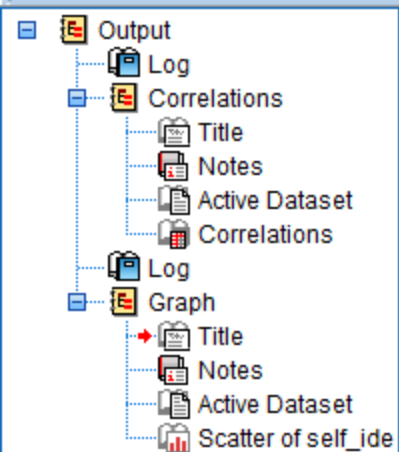 Output
Log
Correlations
Title
Notes
Active Dataset
Correlations
Log
Graph
Title
Notes
Active Dataset
Scatter of self_ide